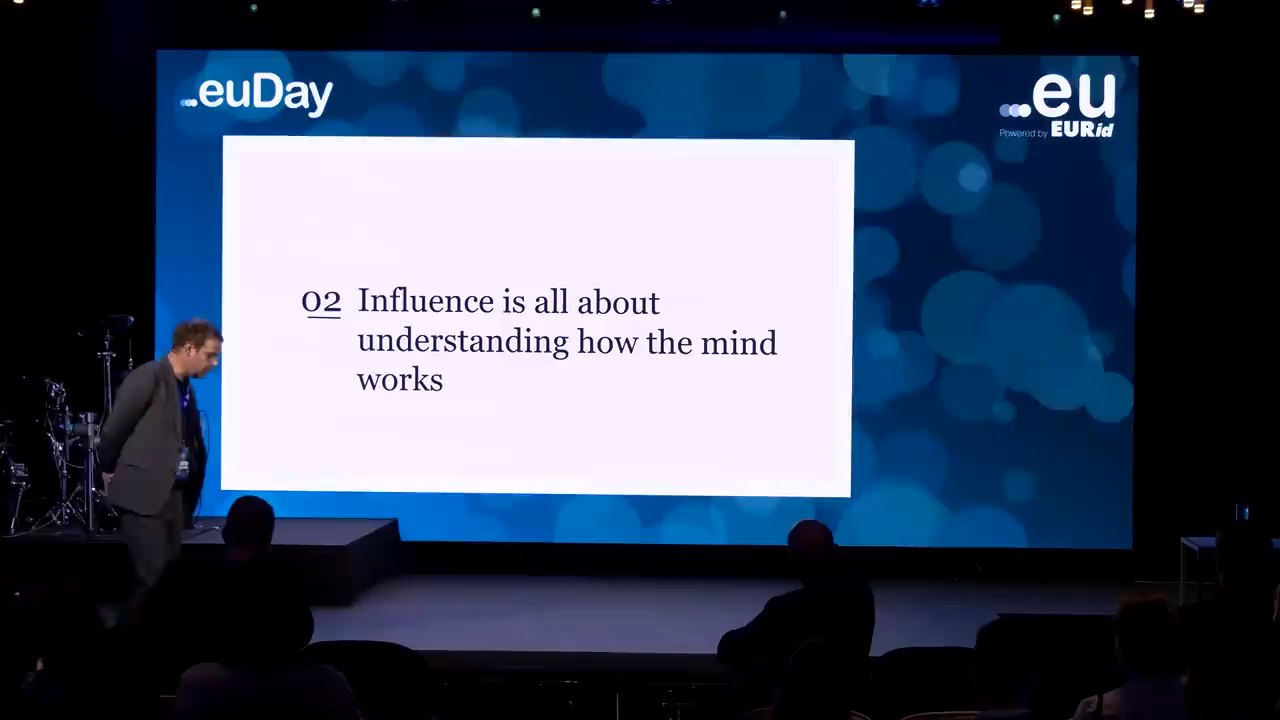 .euDay
.eu
Powered by EURid
02 Influence is all about
understanding how the mind
works